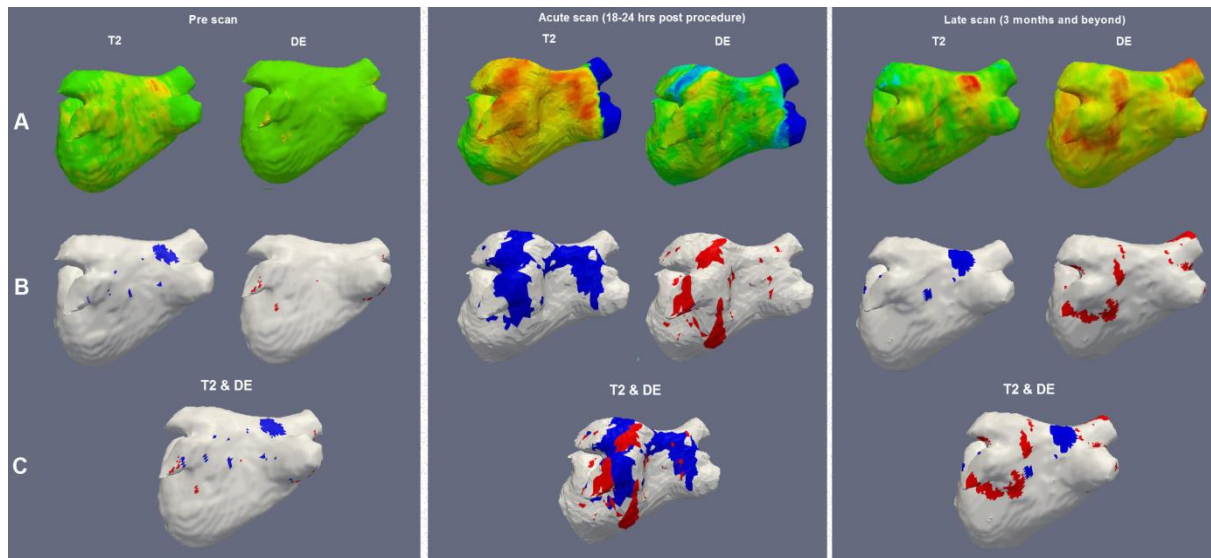 Pre scan
Acute scan (18-24 hrs post procedure)
Late scan (3 months and beyond)
T2
DE
T2
DE
T2
DE
A
B
T2 & DE
T2 & DE
T2 & DE
C